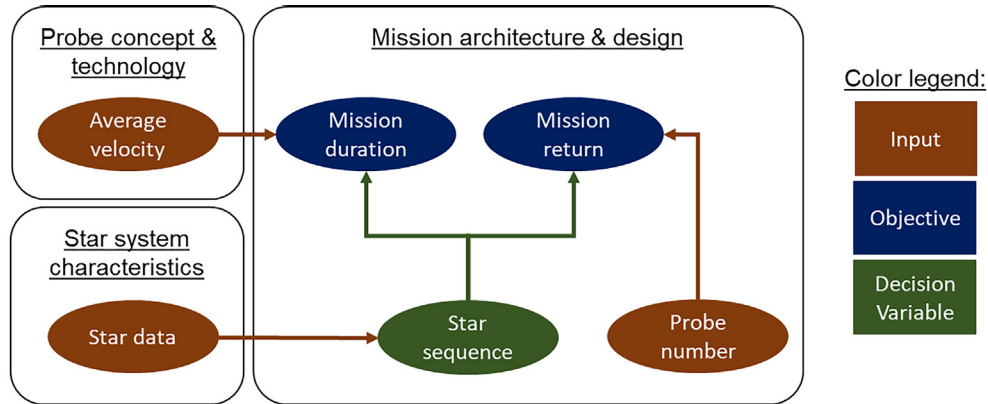 Probe concept &
technology
Average
velocity
Star system
characteristics
Star data
Mission architecture & design
Mission
duration
Mission
return
Star
sequence
Probe
number
Color legend:
Input
Objective
Decision
Variable